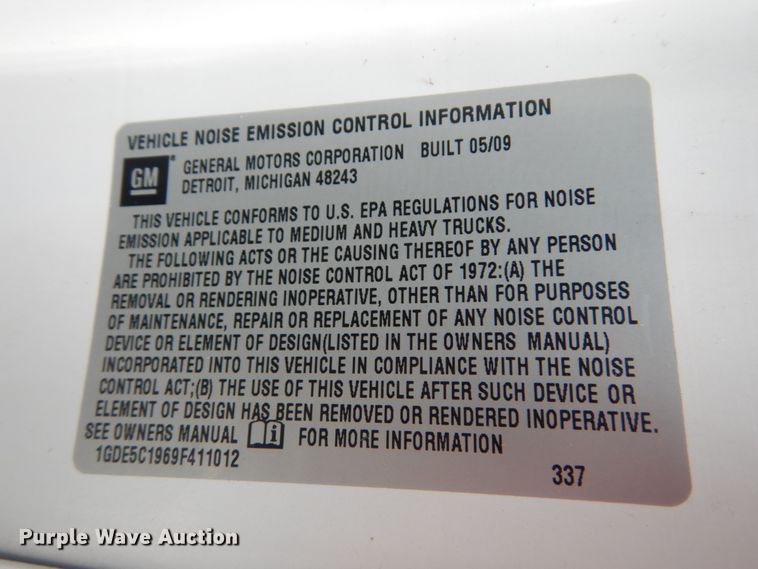 VEHICLE NOISE EMISSION CONTROL INFORMATION
GM ® GENERAL MOTORS CORPORATION BUILT 05/09
DETROIT, MICHIGAN 48243
THIS VEHICLE CONFORMS TO U.S. EPA REGULATIONS FOR NOISE
EMISSION APPLICABLE TO MEDIUM AND HEAVY TRUCKS.
THE FOLLOWING ACTS OR THE CAUSING THEREOF BY ANY PERSON
ARE PROHIBITED BY THE NOISE CONTROL ACT OF 1972:(A) THE
REMOVAL OR RENDERING INOPERATIVE, OTHER THAN FOR PURPOSES
OF MAINTENANCE, REPAIR OR REPLACEMENT OF ANY NOISE CONTROL
DEVICE OR ELEMENT OF DESIGN(LISTED IN THE OWNERS MANUAL)
INCORPORATED INTO THIS VEHICLE IN COMPLIANCE WITH THE NOISE
CONTROL ACT;(B) THE USE OF THIS VEHICLE AFTER SUCH DEVICE OR
ELEMENT OF DESIGN HAS BEEN REMOVED OR RENDERED INOPERATIVE.
SEE OWNERS MANUAL i FOR MORE INFORMATION
1GDE5C1969F411012 337
Purple Wave Auction